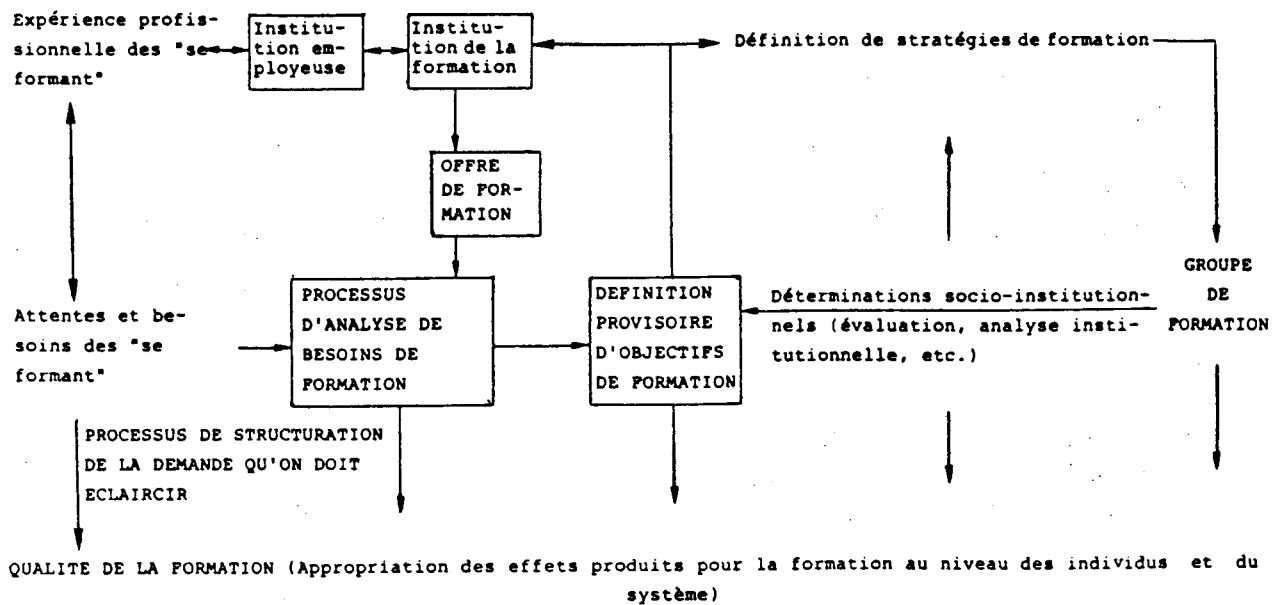 Expérience profis-
sionnelle des "se
formant"
Institu-
tion em-
ployeuse
Institu-
tion de la
formation
Définition de stratégies de formation
OFFRE
DE FOR-
MATION
Attentes et be-
soins des "se
formant"
PROCESSUS
D'ANALYSE DE
BESOINS DE
FORMATION
DEFINITION
PROVISOIRE
D'OBJECTIFS
DE FORMATION
Déterminations socio-institution-
nels (évaluation, analyse insti-
tutionnelle, etc.)
GROUPE
DE
FORMATION
PROCESSUS DE STRUCTURATION
DE LA DEMANDE QU'ON DOIT
ECLAIRCIR
QUALITE DE LA FORMATION (Appropriation des effets produits pour la formation au niveau des individus et du
système)